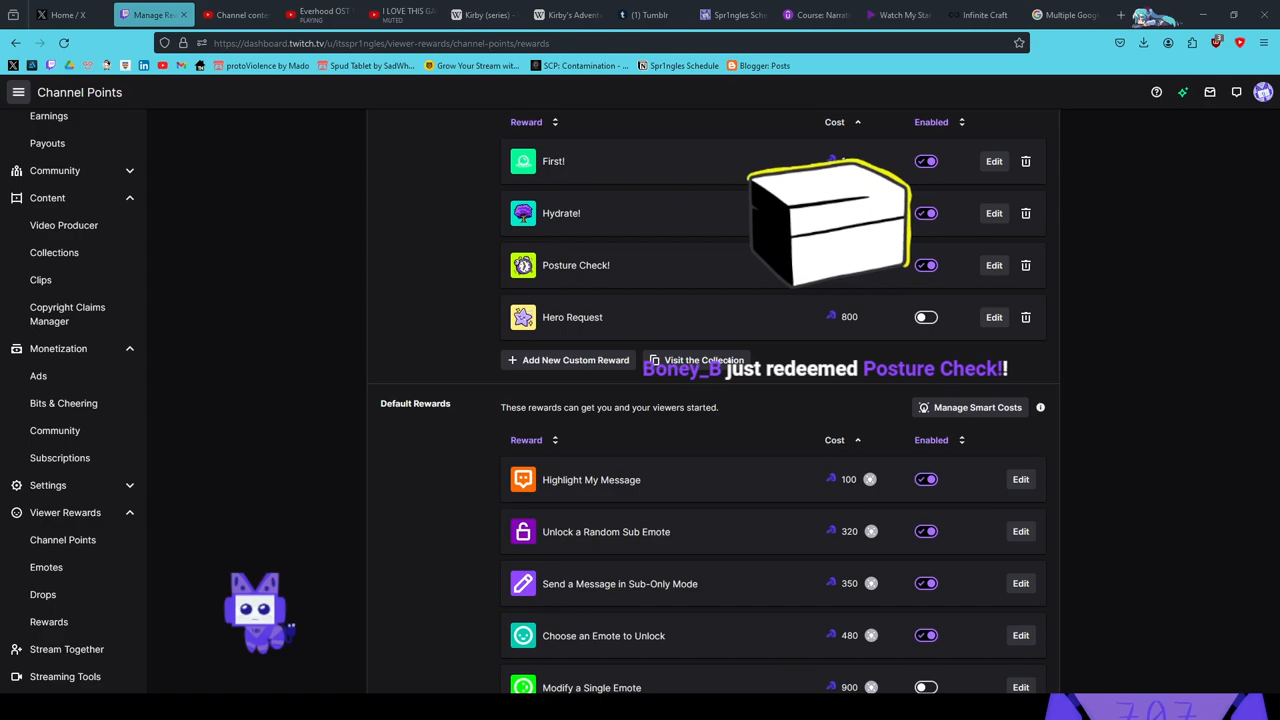 Home / X
Manage Rew
Channel conten
Everhood OST
PLAYING
I LOVE THIS GA
MUTED
Kirby (series) -
Kirby's Advent
(1) Tumblr
Spr1ngles Sche
Course: Narrat
Watch My Sta
Infinite Craft
Multiple Googl
https://dashboard.twitch.tv/u/itsspr1ngles/viewer-rewards/channel-points/rewards
protoViolence by Mado
Spud Tablet by SadWh...
Grow Your Stream wit...
SCP: Contamination - ...
Spr1ngles Schedule
Blogger: Posts
Channel Points
Earnings
Payouts
Community
Content
Video Producer
Collections
Clips
Copyright Claims
Manager
Monetization
Ads
Bits & Cheering
Community
Subscriptions
Settings
Viewer Rewards
Channel Points
Emotes
Drops
Rewards
Stream Together
Streaming Tools
Reward Cost Enabled
First! Edit
Hydrate! Edit
Posture Check! Edit
Hero Request 800 Edit
Add New Custom Reward Visit the Collection
Boney_B just redeemed Posture Check!!
Default Rewards These rewards can get you and your viewers started. Manage Smart Costs
Reward Cost Enabled
Highlight My Message 100 Edit
Unlock a Random Sub Emote 320 Edit
Send a Message in Sub-Only Mode 350 Edit
Choose an Emote to Unlock 480 Edit
Modify a Single Emote 900 Edit
707